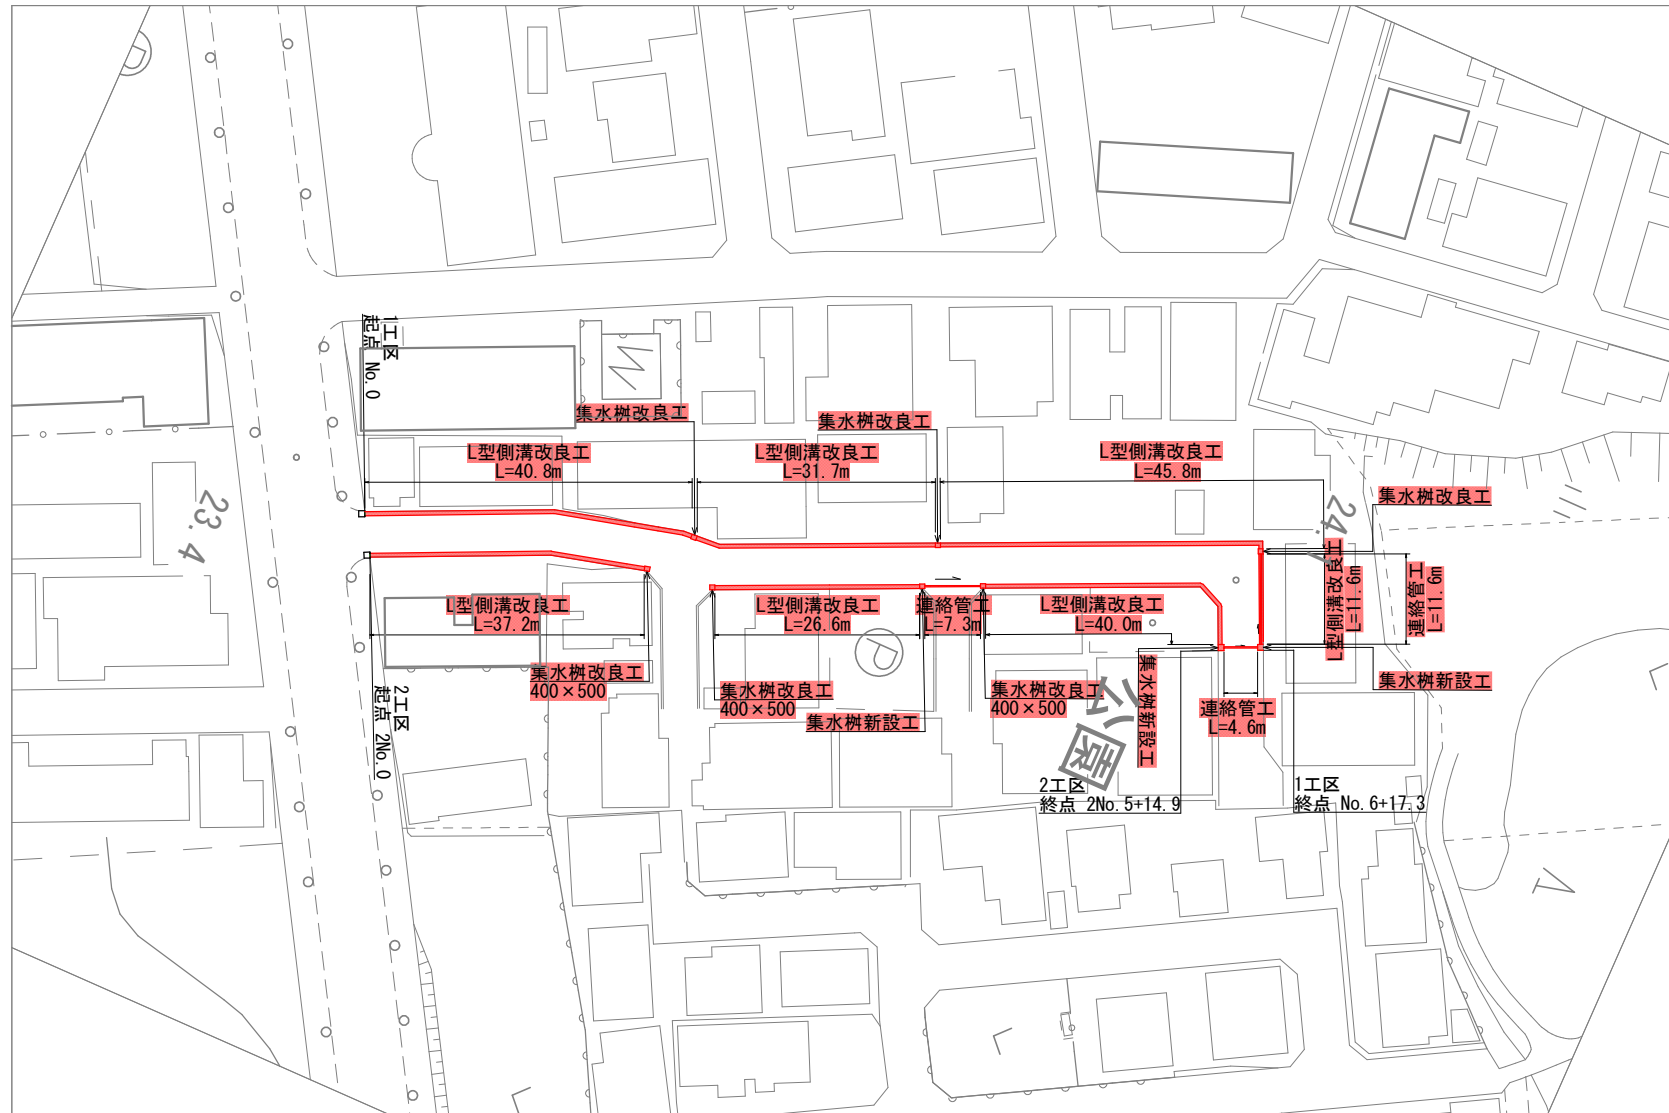 P
1工区
起点 No.0
W
集水桝改良工
集水桝改良工
L型側溝改良工
L=40.8m
L型側溝改良工
L=31.7m
L型側溝改良工
L=45.8m
集水桝改良工
23.4
24.
L型側溝改良工
L=11.6m
連絡管工
L=11.6m
L型側溝改良工
L=37.2m
L型側溝改良工
L=26.6m
連絡管工
L=7.3m
L型側溝改良工
L=40.0m
P
集水桝改良工
400×500
集水桝改良工
400×500
集水桝新設工
集水桝改良工
400×500
集水桝新設工
集水桝新設工
連絡管工
L=4.6m
2工区
起点 2No.0
公園
2工区
終点 2No.5+14.9
1工区
終点 No.6+17.3